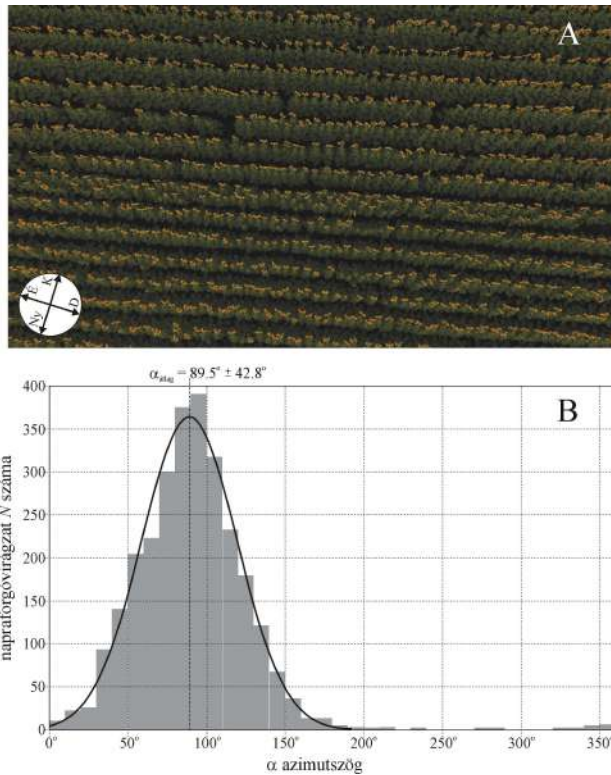 A
É
K
Ny
D
α_átlag = 89.5° ± 42.8°
B
400
350
300
250
200
150
100
50
0
napraforgóvirágzat N száma
0° 50° 100° 150° 200° 250° 300° 350°
α azimutszög